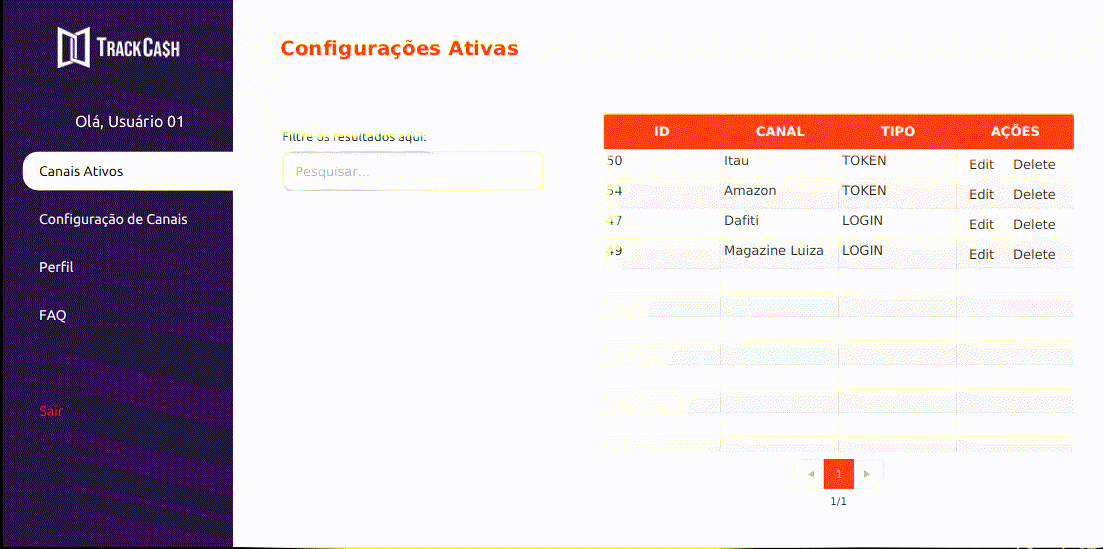 TRACKCA$H
Olá, Usuário 01
Canais Ativos
Configuração de Canais
Perfil
FAQ
Sair
Configurações Ativas
Filtre os resultados aqui:
Pesquisar...
ID CANAL TIPO AÇÕES
50 Itau TOKEN Edit Delete
54 Amazon TOKEN Edit Delete
47 Dafiti LOGIN Edit Delete
49 Magazine Luiza LOGIN Edit Delete
1
1/1